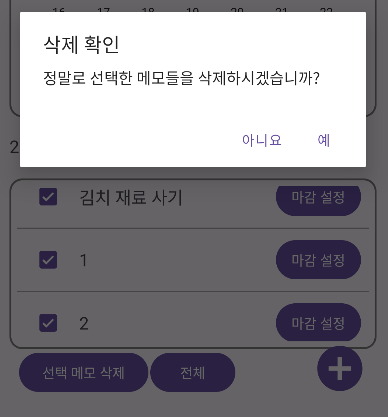 16 17 18 19 20 21 22
삭제 확인
정말로 선택한 메모들을 삭제하시겠습니까?
아니요 예
2
김치 재료 사기 마감 설정
1 마감 설정
2 마감 설정
선택 메모 삭제 전체